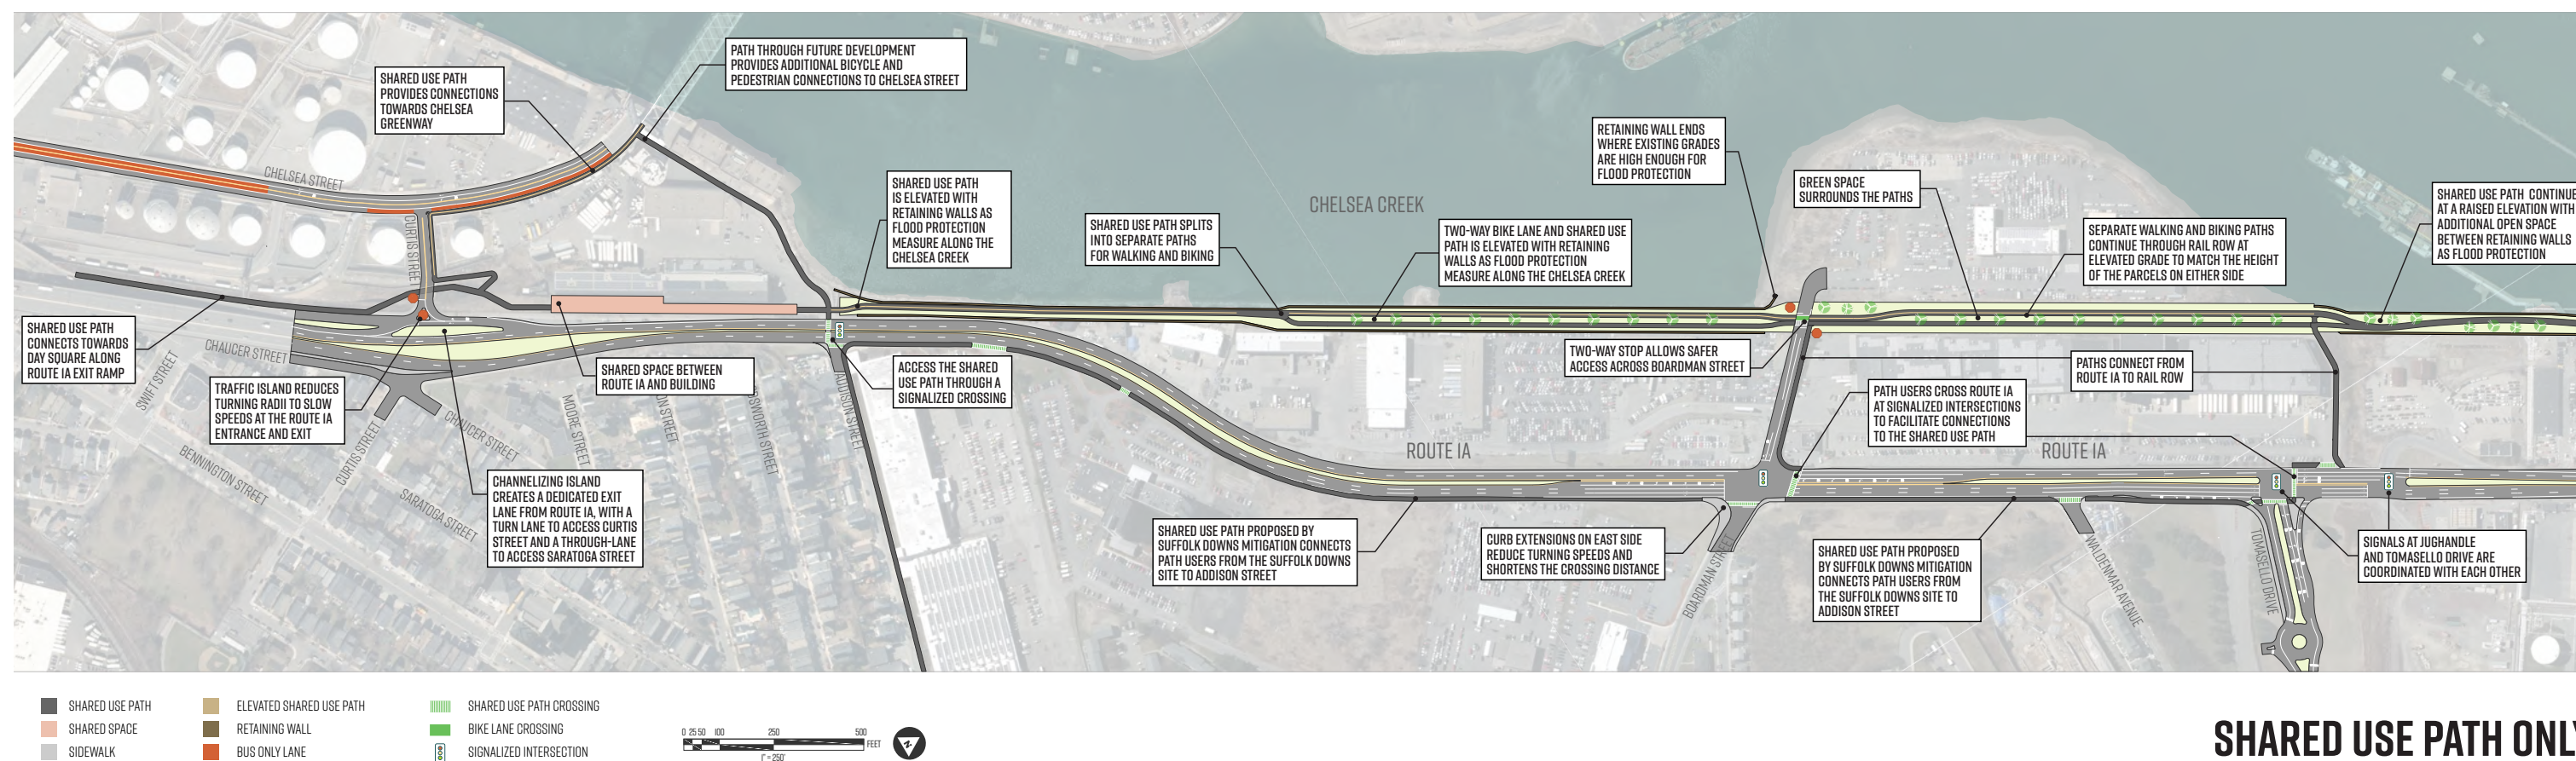 PATH THROUGH FUTURE DEVELOPMENT
PROVIDES ADDITIONAL BICYCLE AND
PEDESTRIAN CONNECTIONS TO CHELSEA STREET
SHARED USE PATH
PROVIDES CONNECTIONS
TOWARDS CHELSEA
GREENWAY
CHELSEA STREET
CURTIS STREET
RETAINING WALL ENDS
WHERE EXISTING GRADES
ARE HIGH ENOUGH FOR
FLOOD PROTECTION
SHARED USE PATH
IS ELEVATED WITH
RETAINING WALLS AS
FLOOD PROTECTION
MEASURE ALONG THE
CHELSEA CREEK
CHELSEA CREEK
GREEN SPACE
SURROUNDS THE PATHS
SHARED USE PATH CONTINUE
AT A RAISED ELEVATION WITH
ADDITIONAL OPEN SPACE
BETWEEN RETAINING WALLS
AS FLOOD PROTECTION
SHARED USE PATH SPLITS
INTO SEPARATE PATHS
FOR WALKING AND BIKING
TWO-WAY BIKE LANE AND SHARED USE
PATH IS ELEVATED WITH RETAINING
WALLS AS FLOOD PROTECTION
MEASURE ALONG THE CHELSEA CREEK
SEPARATE WALKING AND BIKING PATHS
CONTINUE THROUGH RAIL ROW AT
ELEVATED GRADE TO MATCH THE HEIGHT
OF THE PARCELS ON EITHER SIDE
SHARED USE PATH
CONNECTS TOWARDS
DAY SQUARE ALONG
ROUTE 1A EXIT RAMP
CHAUCER STREET
SWIFT STREET
TRAFFIC ISLAND REDUCES
TURNING RADII TO SLOW
SPEEDS AT THE ROUTE 1A
ENTRANCE AND EXIT
SHARED SPACE BETWEEN
ROUTE 1A AND BUILDING
ACCESS THE SHARED
USE PATH THROUGH A
SIGNALIZED CROSSING
TWO-WAY STOP ALLOWS SAFER
ACCESS ACROSS BOARDMAN STREET
PATHS CONNECT FROM
ROUTE 1A TO RAIL ROW
PATH USERS CROSS ROUTE 1A
AT SIGNALIZED INTERSECTIONS
TO FACILITATE CONNECTIONS
TO THE SHARED USE PATH
BENNINGTON STREET
CURTIS STREET
CHAUCER STREET
SARATOGA STREET
MOORE STREET
STREET
STREET
ADDISON STREET
ROUTE 1A
ROUTE 1A
CHANNELIZING ISLAND
CREATES A DEDICATED EXIT
LANE FROM ROUTE 1A, WITH A
TURN LANE TO ACCESS CURTIS
STREET AND A THROUGH-LANE
TO ACCESS SARATOGA STREET
SHARED USE PATH PROPOSED BY
SUFFOLK DOWNS MITIGATION CONNECTS
PATH USERS FROM THE SUFFOLK DOWNS
SITE TO ADDISON STREET
CURB EXTENSIONS ON EAST SIDE
REDUCE TURNING SPEEDS AND
SHORTENS THE CROSSING DISTANCE
BOARDMAN STREET
SHARED USE PATH PROPOSED
BY SUFFOLK DOWNS MITIGATION
CONNECTS PATH USERS FROM
THE SUFFOLK DOWNS SITE TO
ADDISON STREET
WALDENMAR AVENUE
TOMASELLO DRIVE
SIGNALS AT JUGHANDLE
AND TOMASELLO DRIVE ARE
COORDINATED WITH EACH OTHER
SHARED USE PATH
SHARED SPACE
SIDEWALK
ELEVATED SHARED USE PATH
RETAINING WALL
BUS ONLY LANE
SHARED USE PATH CROSSING
BIKE LANE CROSSING
SIGNALIZED INTERSECTION
0 25 50 100 250 500
FEET
1" = 250'
Z
SHARED USE PATH ONLY